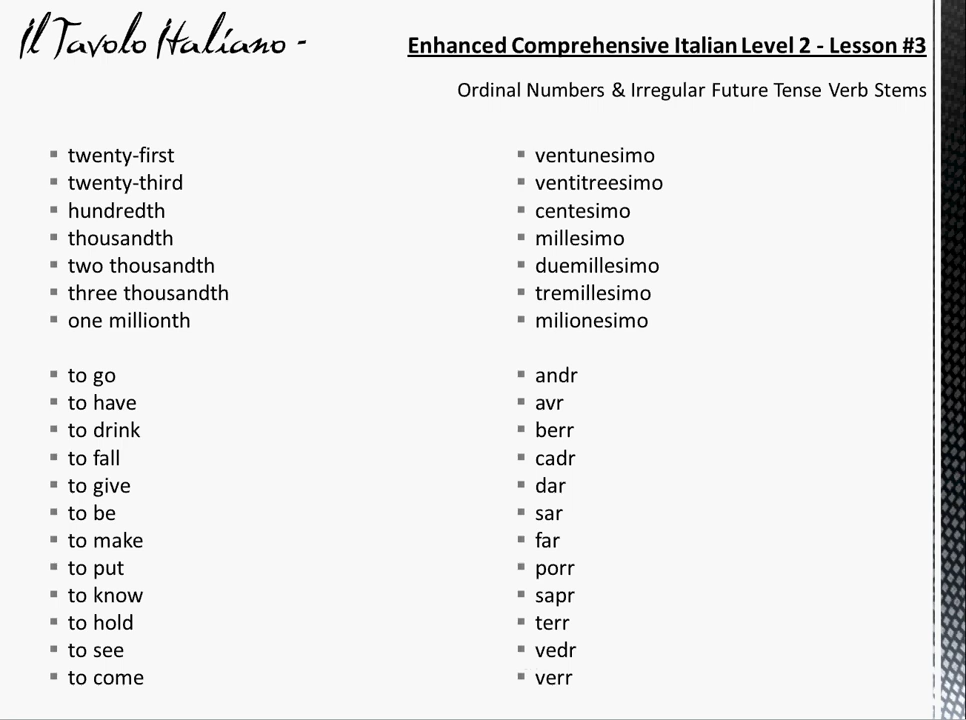 Il Tavolo Italiano -
Enhanced Comprehensive Italian Level 2 - Lesson #3
Ordinal Numbers & Irregular Future Tense Verb Stems
twenty-first ventunesimo
twenty-third ventitreesimo
hundredth centesimo
thousandth millesimo
two thousandth duemillesimo
three thousandth tremillesimo
one millionth milionesimo
to go andr
to have avr
to drink berr
to fall cadr
to give dar
to be sar
to make far
to put porr
to know sapr
to hold terr
to see vedr
to come verr